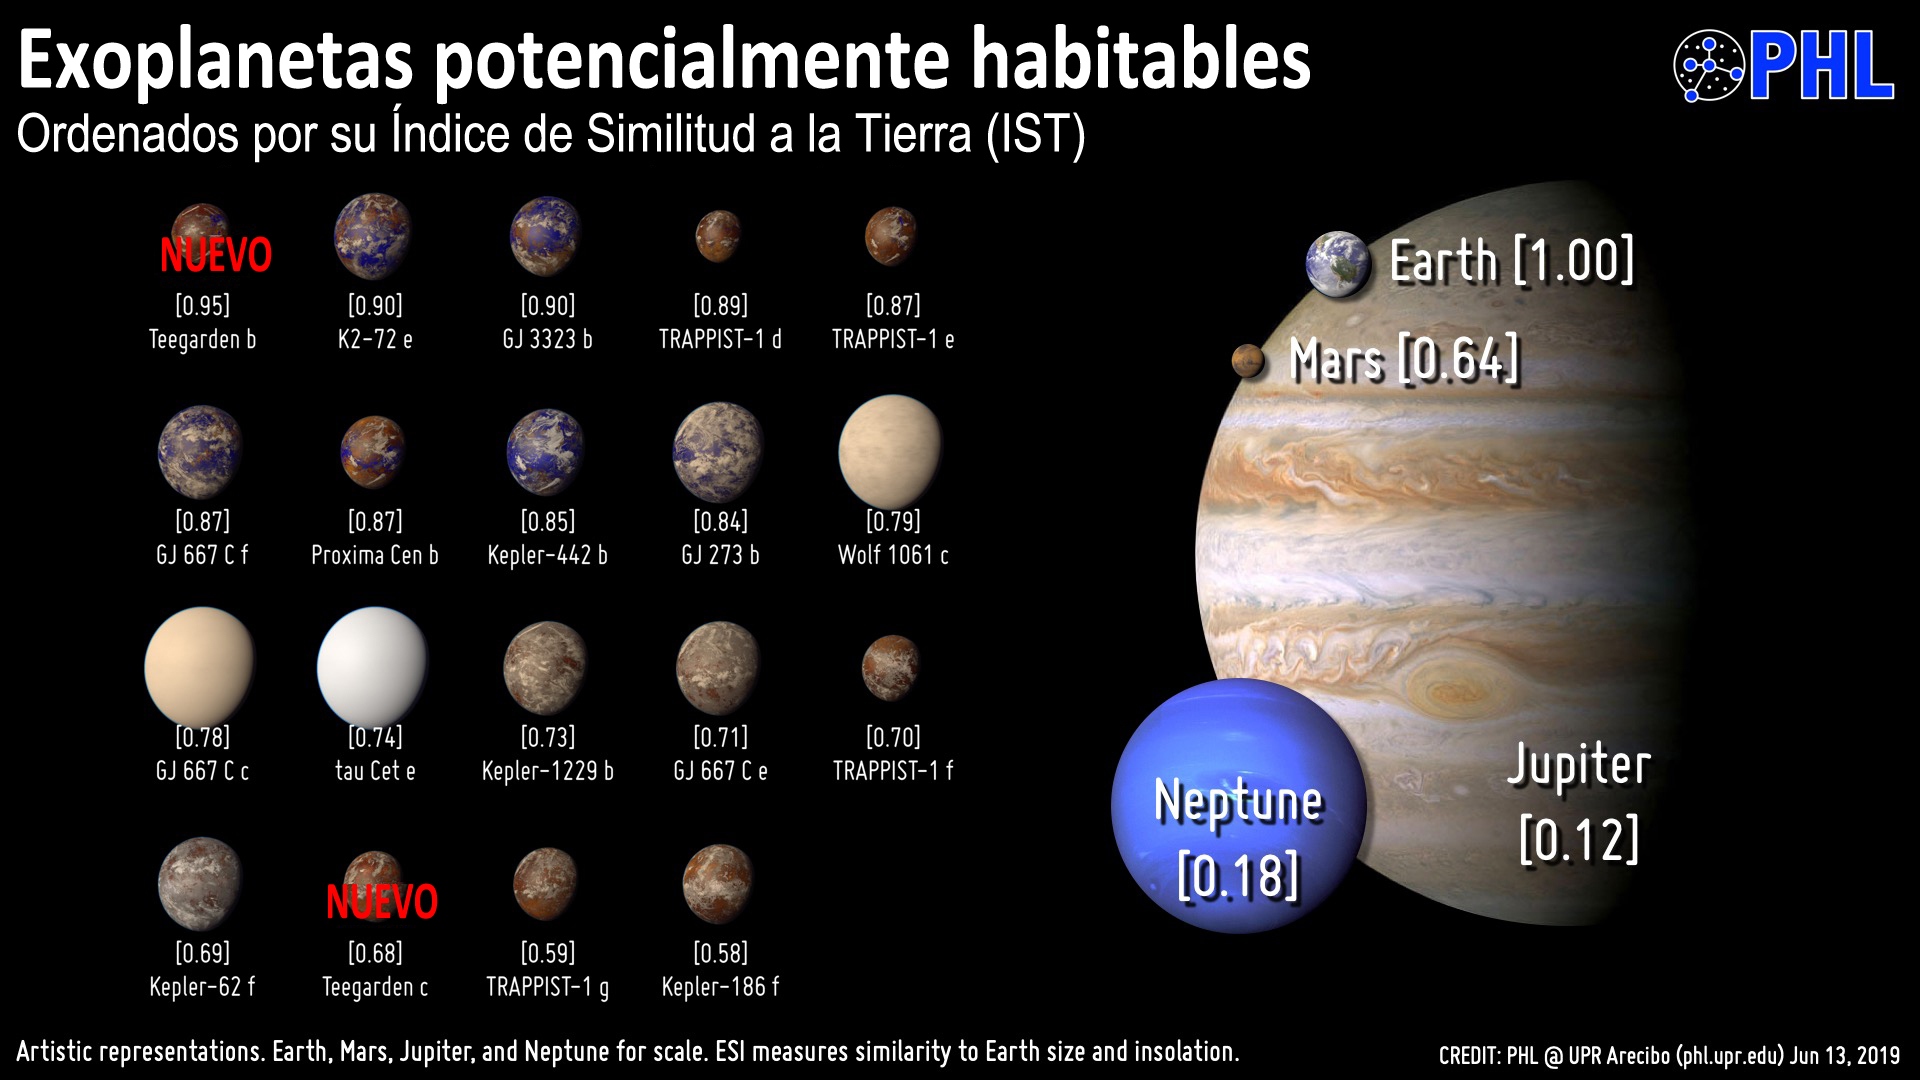 Exoplanetas potencialmente habitables
PHL
Ordenados por su Índice de Similitud a la Tierra (IST)
NUEVO
[0.95] [0.90] [0.90] [0.89] [0.87]
Teegarden b K2-72 e GJ 3323 b TRAPPIST-1 d TRAPPIST-1 e
[0.87] [0.87] [0.85] [0.84] [0.79]
GJ 667 C f Proxima Cen b Kepler-442 b GJ 273 b Wolf 1061 c
[0.78] [0.74] [0.73] [0.71] [0.70]
GJ 667 C c tau Cet e Kepler-1229 b GJ 667 C e TRAPPIST-1 f
NUEVO
[0.69] [0.68] [0.59] [0.58]
Kepler-62 f Teegarden c TRAPPIST-1 g Kepler-186 f
Earth [1.00]
Mars [0.64]
Neptune
[0.18]
Jupiter
[0.12]
Artistic representations. Earth, Mars, Jupiter, and Neptune for scale. ESI measures similarity to Earth size and insolation.
CREDIT: PHL @ UPR Arecibo (phl.upr.edu) Jun 13, 2019